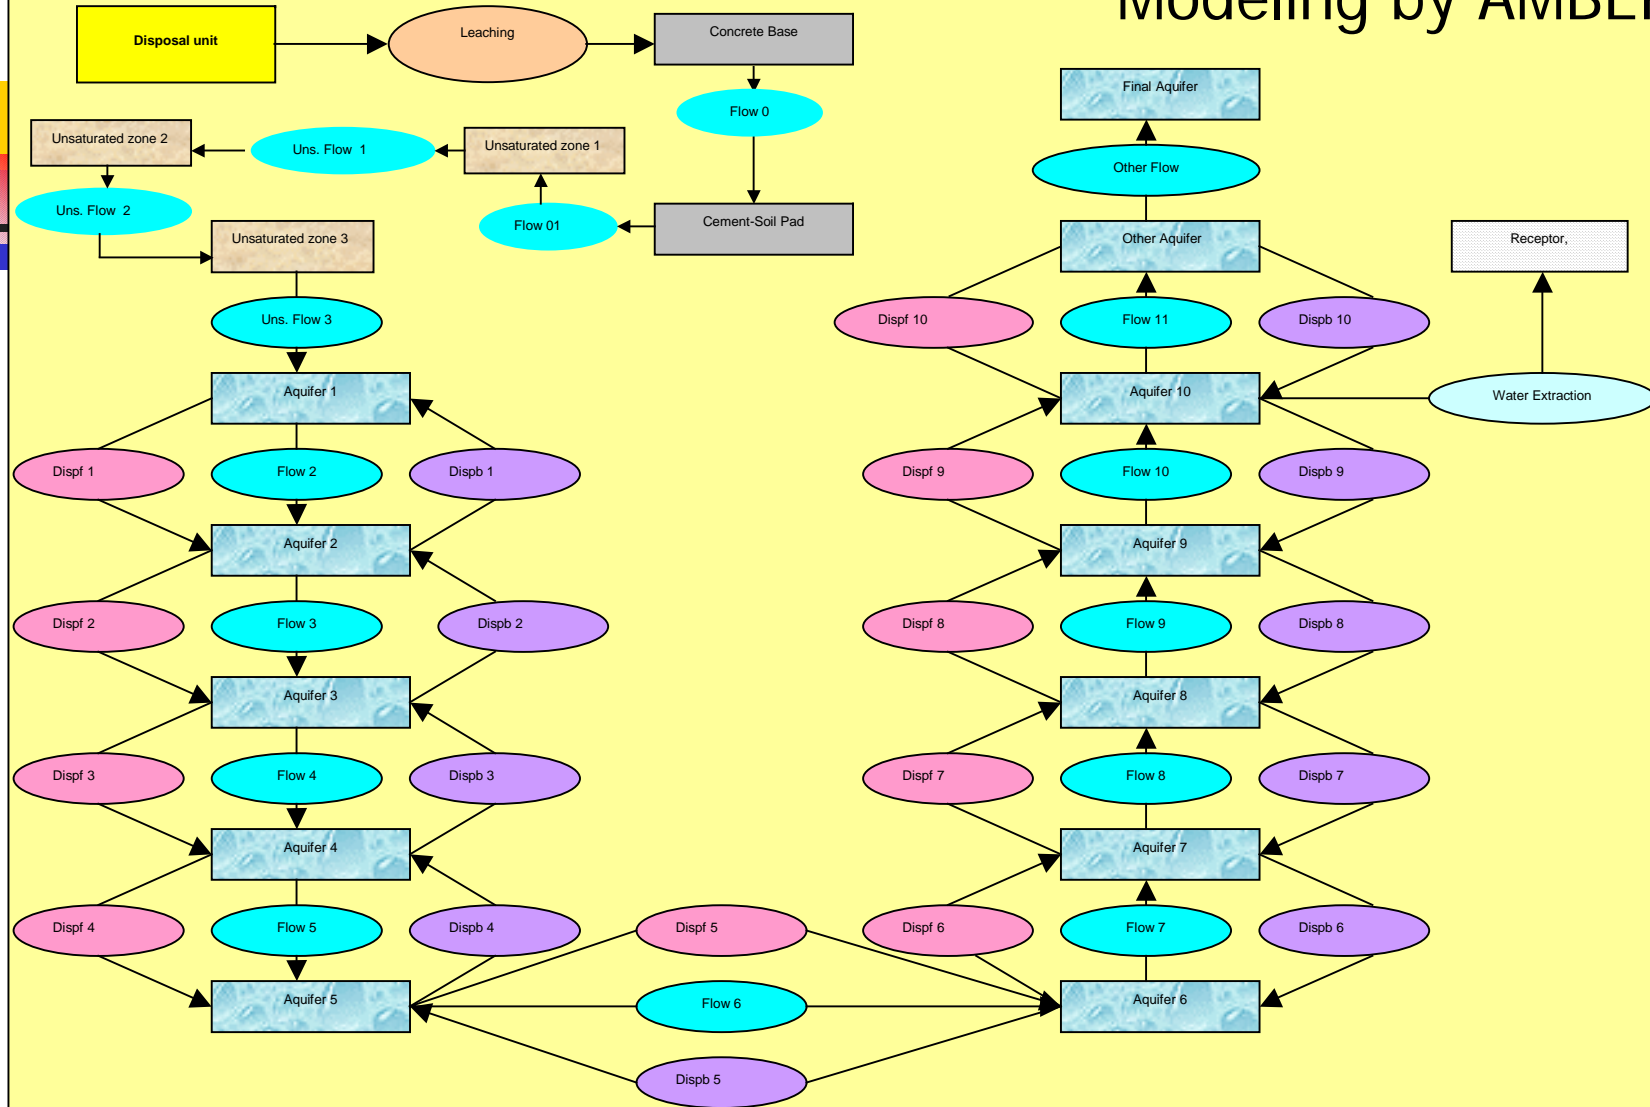 Modeling by AMBER
Disposal unit
Leaching
Concrete Base
Flow 0
Cement-Soil Pad
Flow 01
Unsaturated zone 1
Uns. Flow 1
Unsaturated zone 2
Uns. Flow 2
Unsaturated zone 3
Uns. Flow 3
Aquifer 1
Dispf 1
Flow 2
Dispb 1
Aquifer 2
Dispf 2
Flow 3
Dispb 2
Aquifer 3
Dispf 3
Flow 4
Dispb 3
Aquifer 4
Dispf 4
Flow 5
Dispb 4
Aquifer 5
Dispf 5
Flow 6
Dispb 5
Final Aquifer
Other Flow
Other Aquifer
Receptor,
Dispf 10
Flow 11
Dispb 10
Aquifer 10
Water Extraction
Dispf 9
Flow 10
Dispb 9
Aquifer 9
Dispf 8
Flow 9
Dispb 8
Aquifer 8
Dispf 7
Flow 8
Dispb 7
Aquifer 7
Dispf 6
Flow 7
Dispb 6
Aquifer 6